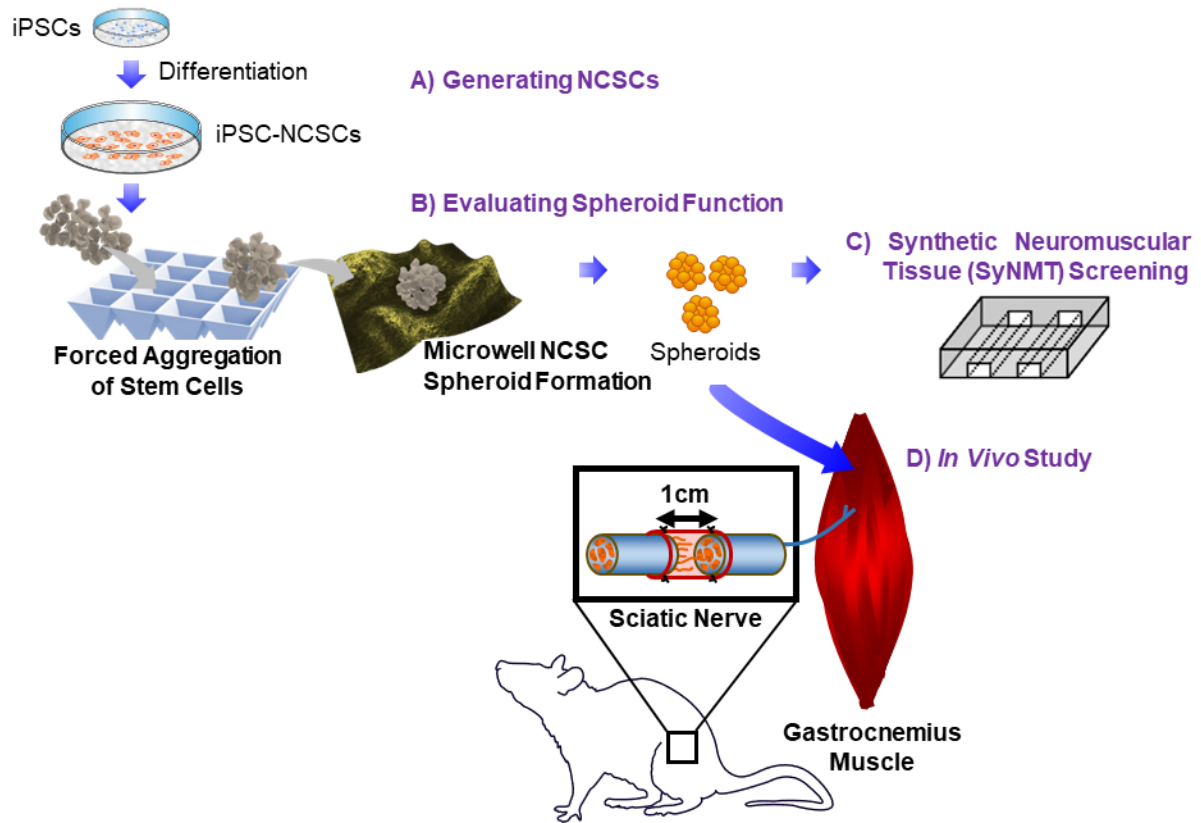 iPSCs
Differentiation
A) Generating NCSCs
iPSC-NCSCs
B) Evaluating Spheroid Function
C) Synthetic Neuromuscular
Tissue (SyNMT) Screening
Forced Aggregation
of Stem Cells
Microwell NCSC
Spheroid Formation
Spheroids
D) In Vivo Study
1cm
Sciatic Nerve
Gastrocnemius
Muscle